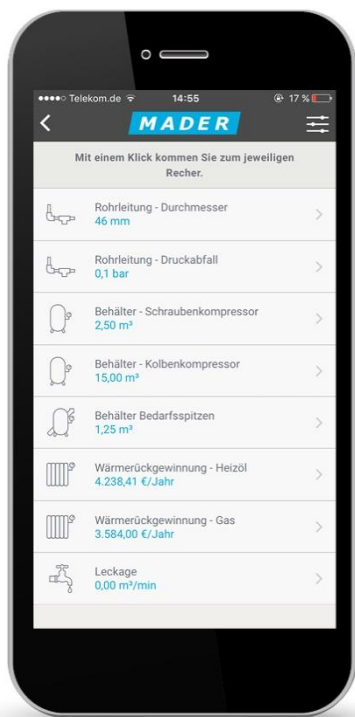 Telekom.de 14:55 17 %
MADER
Mit einem Klick kommen Sie zum jeweiligen
Recher.
Rohrleitung - Durchmesser
46 mm
Rohrleitung - Druckabfall
0,1 bar
Behälter - Schraubenkompressor
2,50 m³
Behälter - Kolbenkompressor
15,00 m³
Behälter Bedarfsspitzen
1,25 m³
Wärmerückgewinnung - Heizöl
4.238,41 €/Jahr
Wärmerückgewinnung - Gas
3.584,00 €/Jahr
Leckage
0,00 m³/min